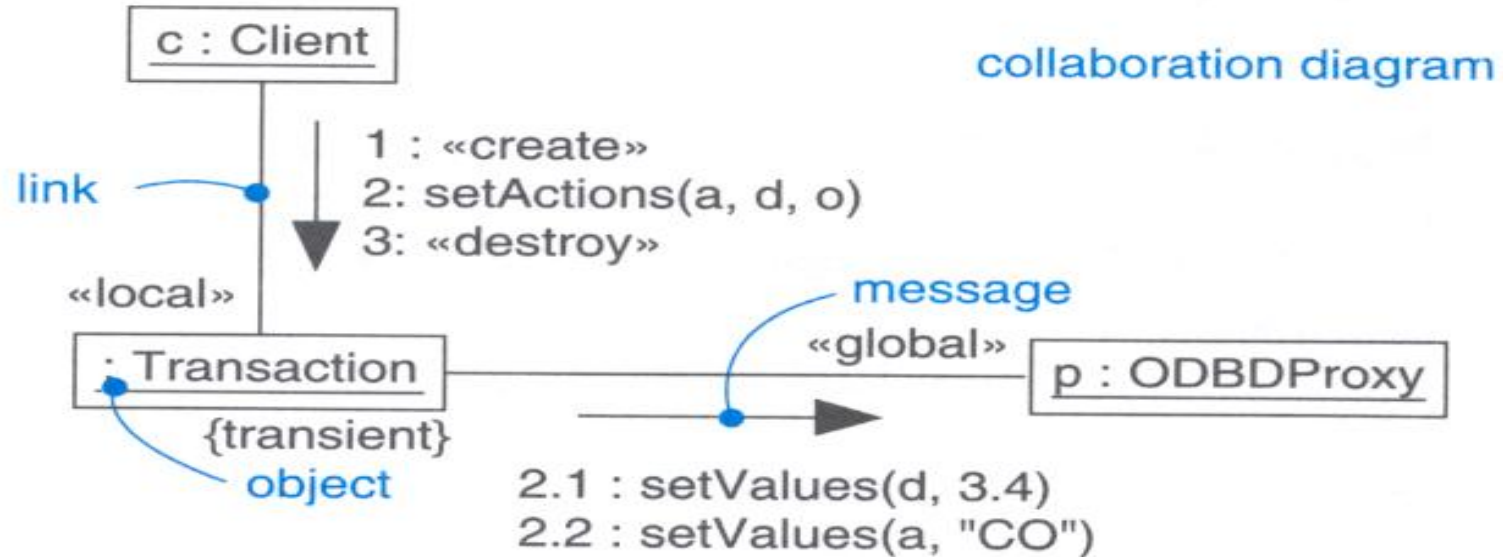 c : Client
collaboration diagram
1 : «create»
2: setActions(a, d, o)
3: «destroy»
link
«local»
message
«global»
: Transaction
p : ODBDProxy
{transient}
object
2.1 : setValues(d, 3.4)
2.2 : setValues(a, "CO")